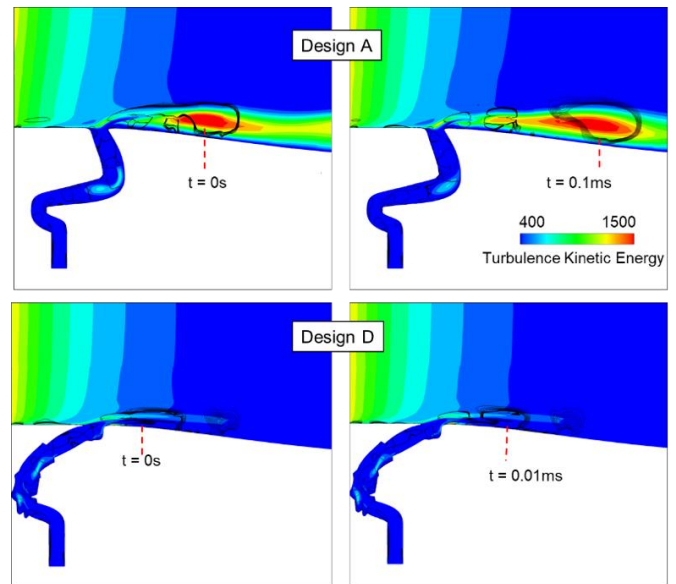 Design A
t = 0s
t = 0.1ms
400 1500
Turbulence Kinetic Energy
Design D
t = 0s
t = 0.01ms